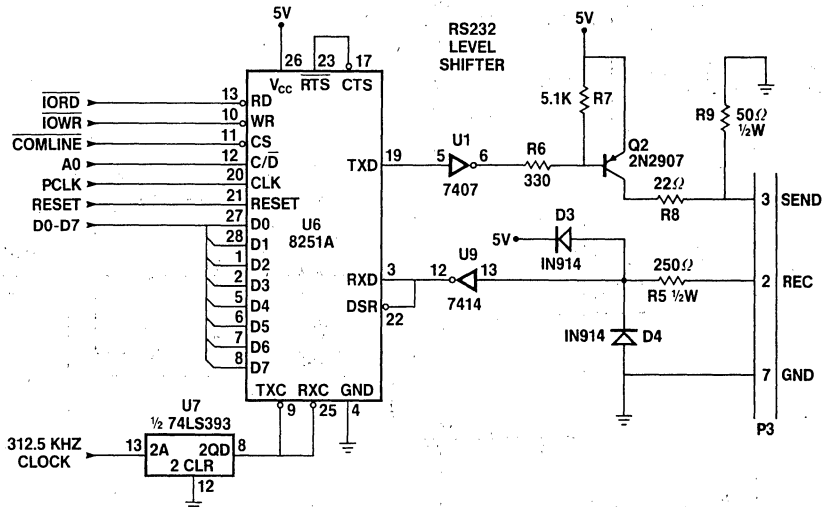 5V
RS232
LEVEL
SHIFTER
5V
26 23 17
VCC RTS CTS
IORD 13 RD
IOWR 10 WR
COMLINE 11 CS
A0 12 C/D
PCLK 20 CLK
RESET 21 RESET
D0-D7 27 D0
28 D1
1 D2
2 D3
5 D4
6 D5
7 D6
8 D7
U6
8251A
TXD 19
RXD 3
DSR 22
TXC RXC GND
9 25 4
5 U1 6
7407
R6
330
5.1K R7
Q2
2N2907
R9 50Ω
½W
22Ω
R8
3 SEND
D3
5V
IN914
12 U9 13
7414
250Ω
R5 ½W
2 REC
IN914 D4
7 GND
P3
U7
½ 74LS393
312.5 KHZ
CLOCK
13 2A 2QD 8
2 CLR
12